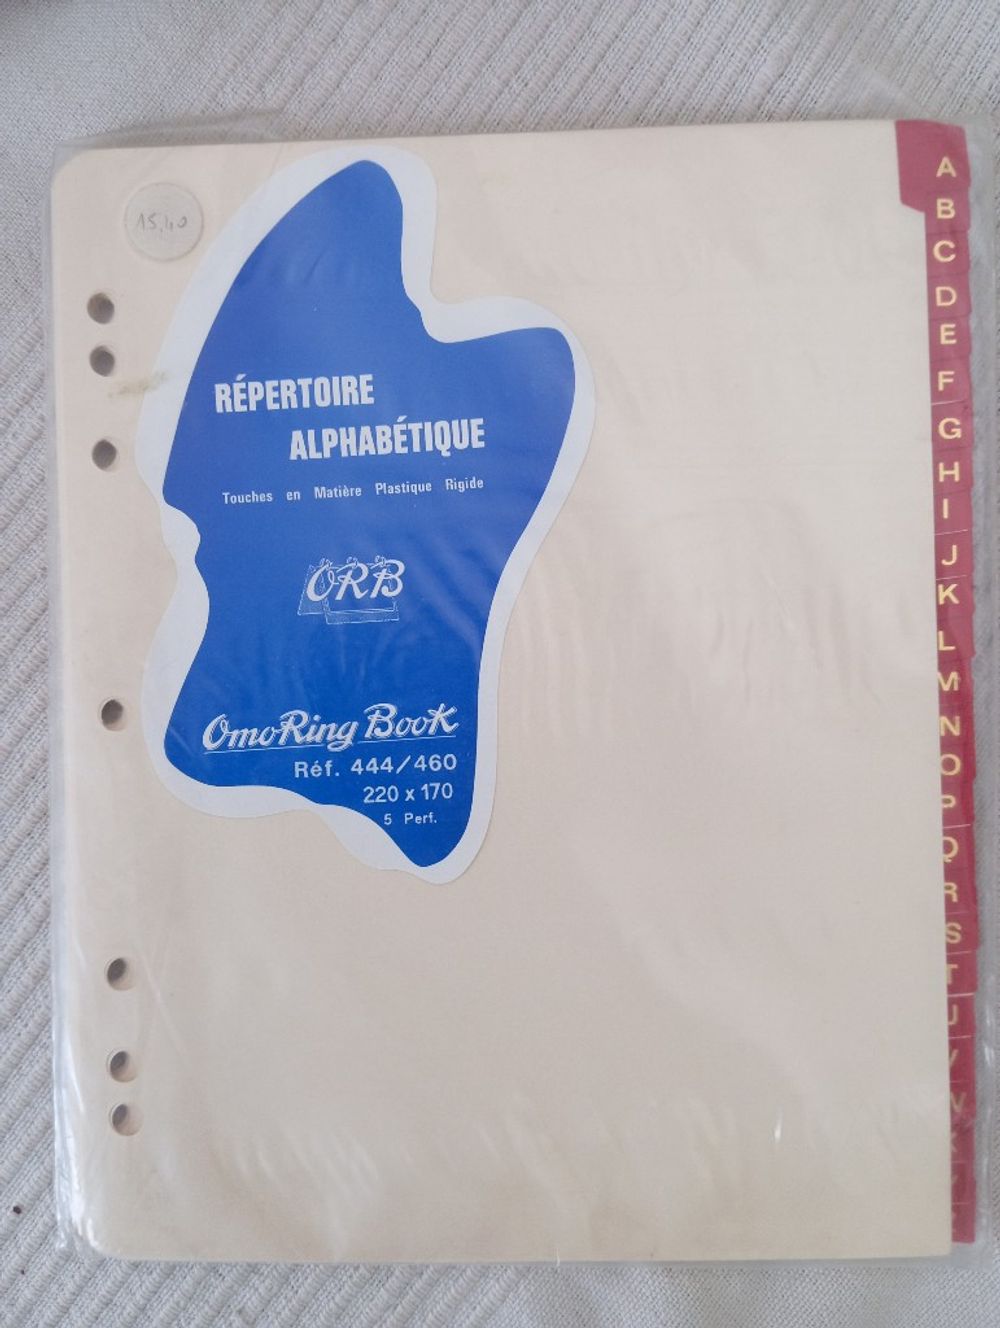 15,40
RÉPERTOIRE
ALPHABÉTIQUE
Touches en Matière Plastique Rigide
ORB
OmoRing Book
Réf. 444/460
220 x 170
5 Perf.
A
B
C
D
E
F
G
H
I
J
K
L
M
N
O
P
Q
R
S
T
U
V
W
X